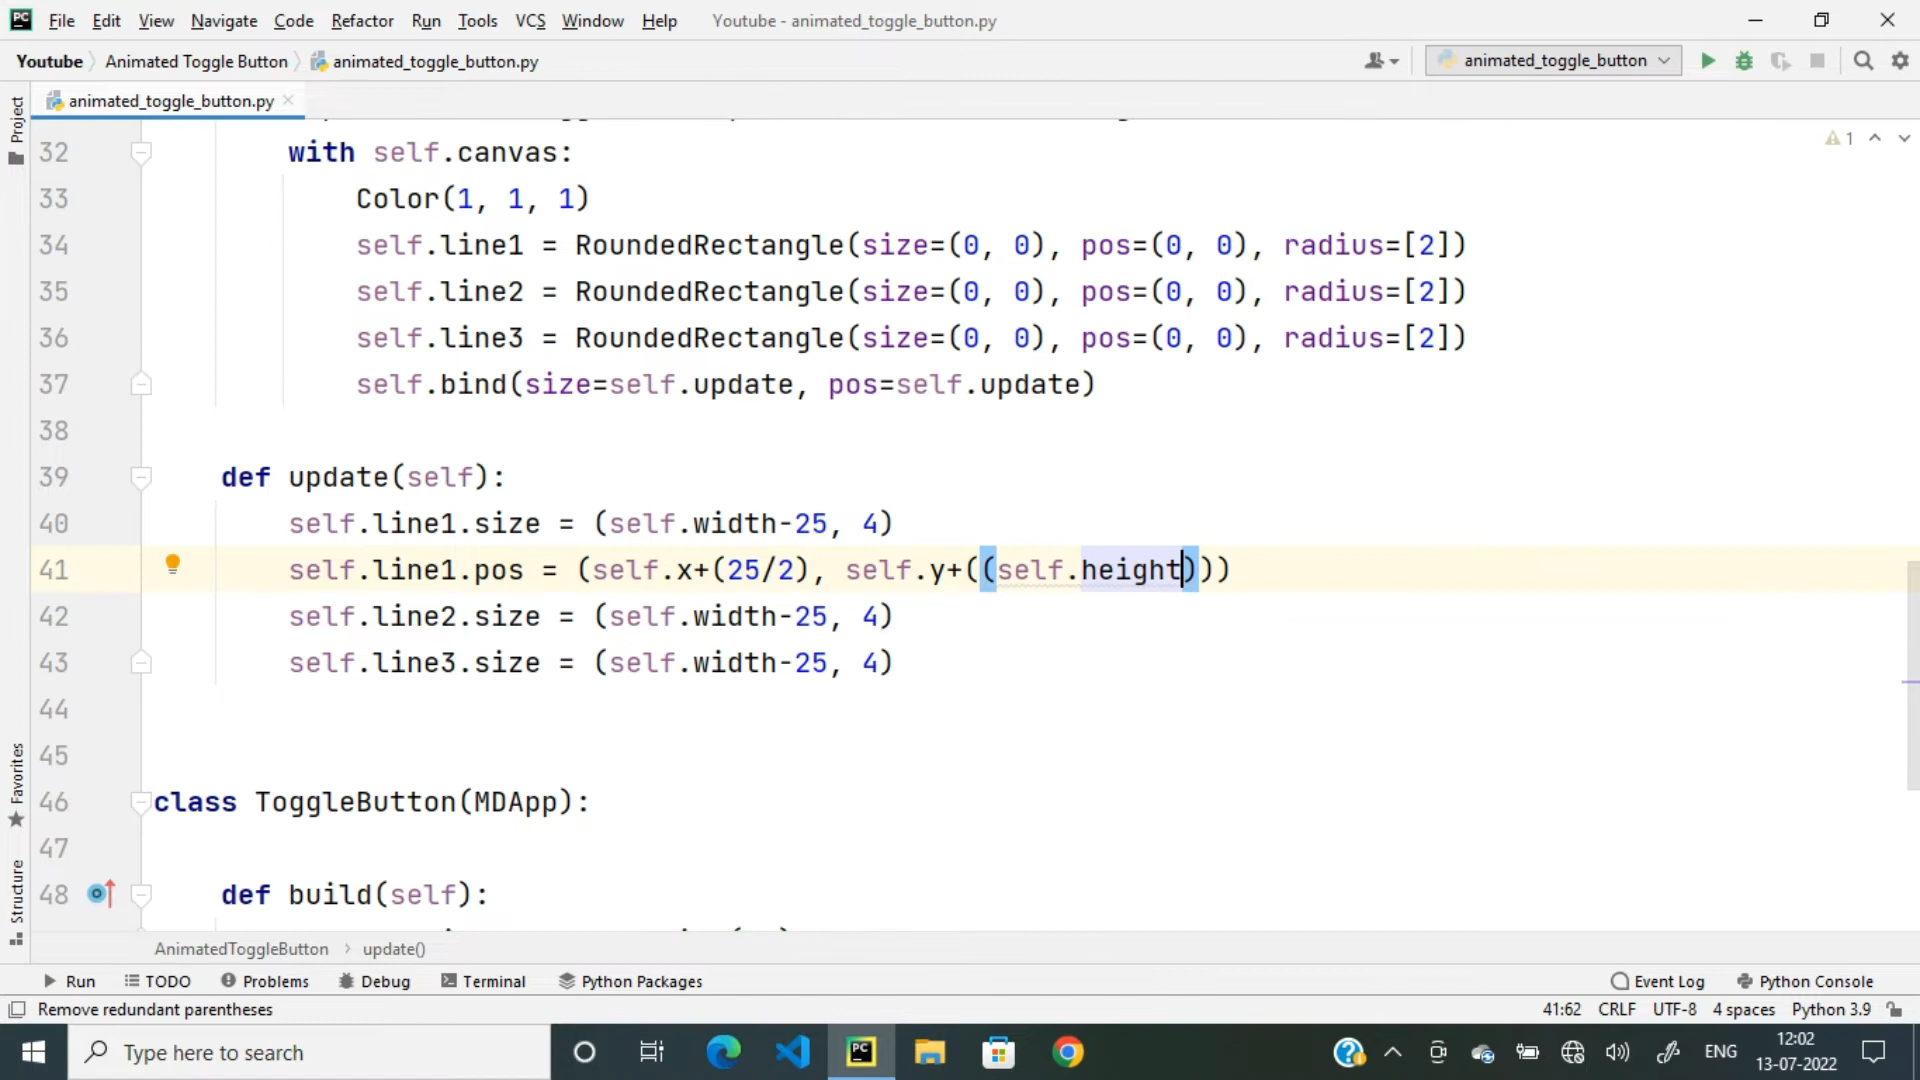 PC File Edit View Navigate Code Refactor Run Tools VCS Window Help Youtube - animated_toggle_button.py
Youtube Animated Toggle Button animated_toggle_button.py animated_toggle_button
animated_toggle_button.py
Project
1
32 with self.canvas:
33 Color(1, 1, 1)
34 self.line1 = RoundedRectangle(size=(0, 0), pos=(0, 0), radius=[2])
35 self.line2 = RoundedRectangle(size=(0, 0), pos=(0, 0), radius=[2])
36 self.line3 = RoundedRectangle(size=(0, 0), pos=(0, 0), radius=[2])
37 self.bind(size=self.update, pos=self.update)
38
39 def update(self):
40 self.line1.size = (self.width-25, 4)
41 self.line1.pos = (self.x+(25/2), self.y+((self.height)))
42 self.line2.size = (self.width-25, 4)
43 self.line3.size = (self.width-25, 4)
44
45
46 class ToggleButton(MDApp):
47
48 def build(self):
Favorites
Structure
AnimatedToggleButton update()
Run TODO Problems Debug Terminal Python Packages Event Log Python Console
Remove redundant parentheses 41:62 CRLF UTF-8 4 spaces Python 3.9
Type here to search PC ENG 12:02
13-07-2022